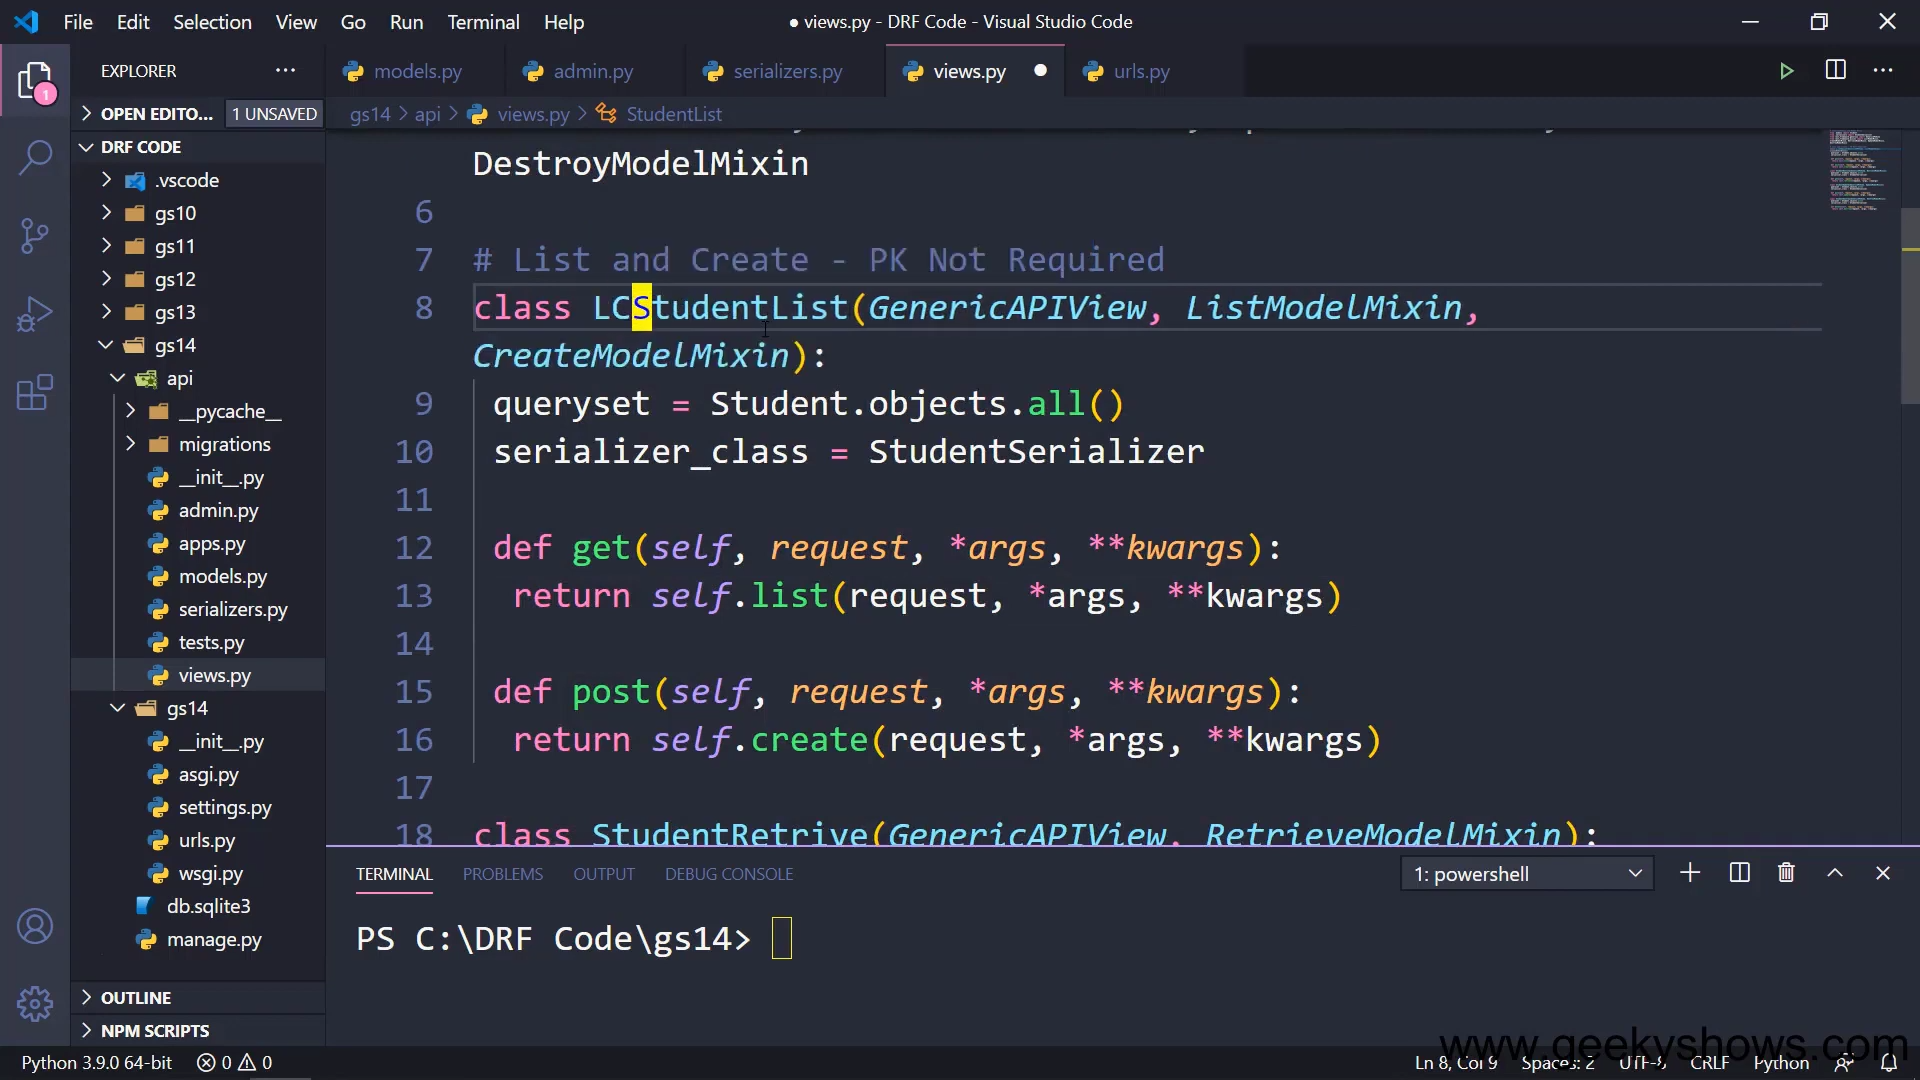 File Edit Selection View Go Run Terminal Help
● views.py - DRF Code - Visual Studio Code
EXPLORER
models.py admin.py serializers.py views.py urls.py
OPEN EDITO... 1 UNSAVED
gs14 > api > views.py > StudentList
DRF CODE
.vscode
gs10
gs11
gs12
gs13
gs14
api
__pycache__
migrations
__init__.py
admin.py
apps.py
models.py
serializers.py
tests.py
views.py
gs14
__init__.py
asgi.py
settings.py
urls.py
wsgi.py
db.sqlite3
manage.py
OUTLINE
NPM SCRIPTS
1
DestroyModelMixin
6
7 # List and Create - PK Not Required
8 class LCStudentList(GenericAPIView, ListModelMixin,
CreateModelMixin):
9 queryset = Student.objects.all()
10 serializer_class = StudentSerializer
11
12 def get(self, request, *args, **kwargs):
13 return self.list(request, *args, **kwargs)
14
15 def post(self, request, *args, **kwargs):
16 return self.create(request, *args, **kwargs)
17
18 class StudentRetrive(GenericAPIView, RetrieveModelMixin):
TERMINAL PROBLEMS OUTPUT DEBUG CONSOLE 1: powershell
PS C:\DRF Code\gs14>
www.geekyshows.com
Python 3.9.0 64-bit 0 0 Ln 8, Col 9 Spaces: 2 UTF-8 CRLF Python